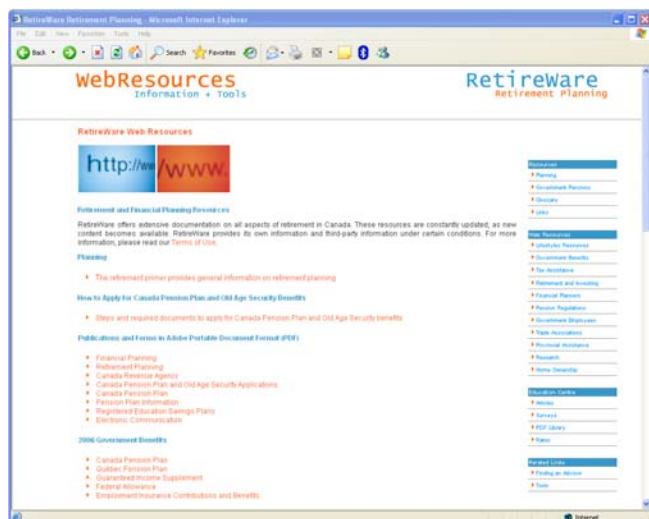 RetireWare Retirement Planning - Microsoft Internet Explorer
File Edit View Favorites Tools Help
Back Search Favorites
WebResources
Information + Tools
RetireWare
Retirement Planning
RetireWare Web Resources
http://ww /www.
Retirement and Financial Planning Resources
RetireWare offers extensive documentation on all aspects of retirement in Canada. These resources are constantly updated, as new
content becomes available. RetireWare provides its own information and third-party information under certain conditions. For more
information, please read our Terms of Use.
Planning
The retirement primer provides general information on retirement planning
How to Apply for Canada Pension Plan and Old Age Security Benefits
Steps and required documents to apply for Canada Pension Plan and Old Age Security benefits
Publications and Forms in Adobe Portable Document Format (PDF)
Financial Planning
Retirement Planning
Canada Revenue Agency
Canada Pension Plan and Old Age Security Applications
Canada Pension Plan
Pension Plan Information
Registered Education Savings Plans
Electronic Communication
2006 Government Benefits
Canada Pension Plan
Quebec Pension Plan
Guaranteed Income Supplement
Federal Allowance
Employment Insurance Contributions and Benefits
Resources
Planning
Government Pensions
Glossary
Links
Web Resources
Lifestyles Resources
Government Benefits
Tax Assistance
Retirement and Investing
Financial Planners
Pension Regulations
Government Employees
Trade Associations
Provincial Assistance
Research
Home Ownership
Education Centre
Articles
Surveys
PDF Library
Rates
Related Links
Finding an Advisor
Tools
Internet